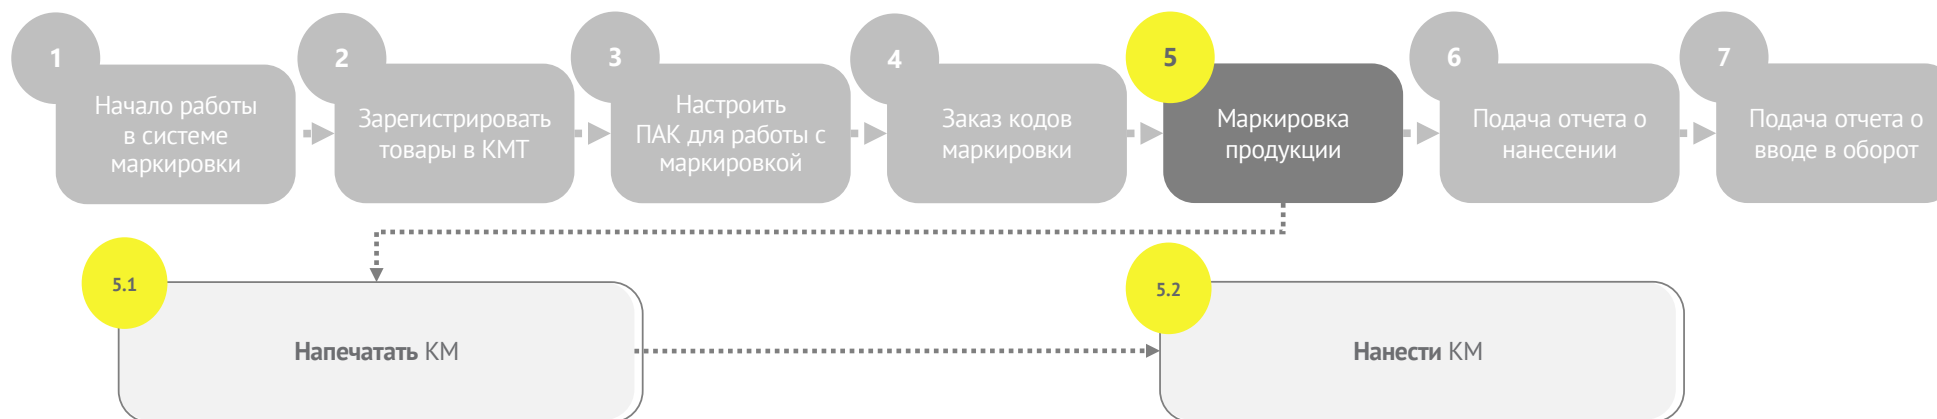 1
Начало работы
в системе
маркировки
2
Зарегистрировать
товары в КМТ
3
Настроить
ПАК для работы с
маркировкой
4
Заказ кодов
маркировки
5
Маркировка
продукции
6
Подача отчета о
нанесении
7
Подача отчета о
вводе в оборот
5.1
Напечатать КМ
5.2
Нанести КМ